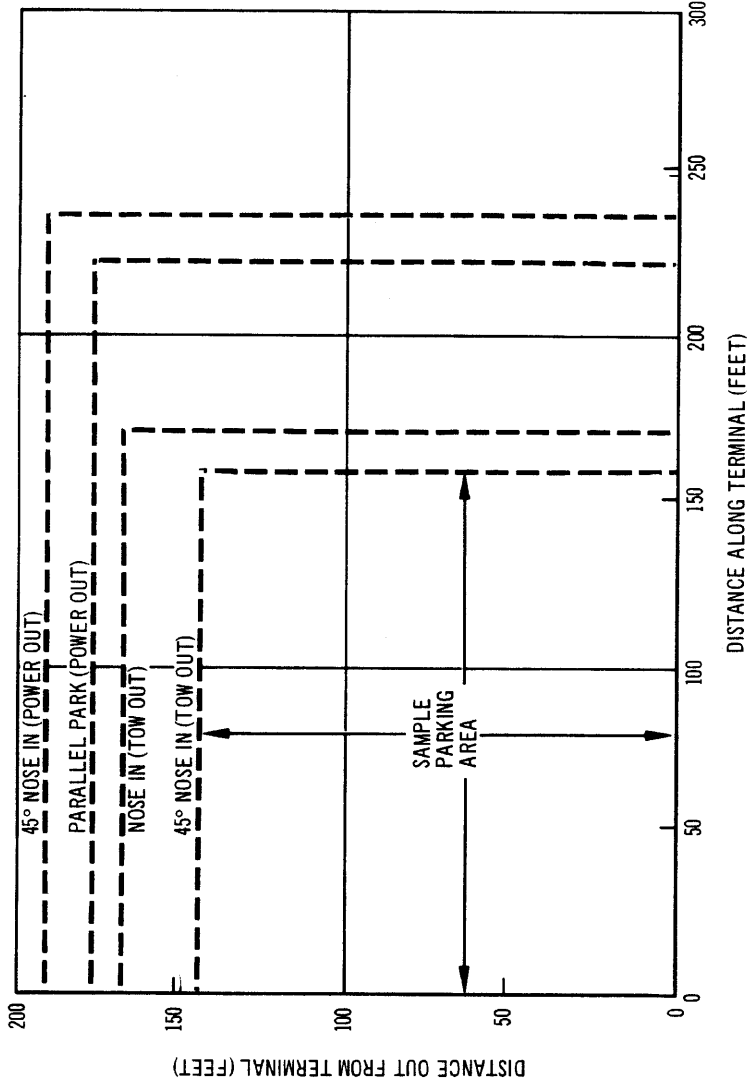 45° NOSE IN (POWER OUT)
PARALLEL PARK (POWER OUT)
NOSE IN (TOW OUT)
45° NOSE IN (TOW OUT)
SAMPLE
PARKING
AREA
DISTANCE OUT FROM TERMINAL (FEET)
200
150
100
50
0
0
50
100
150
200
250
300
DISTANCE ALONG TERMINAL (FEET)